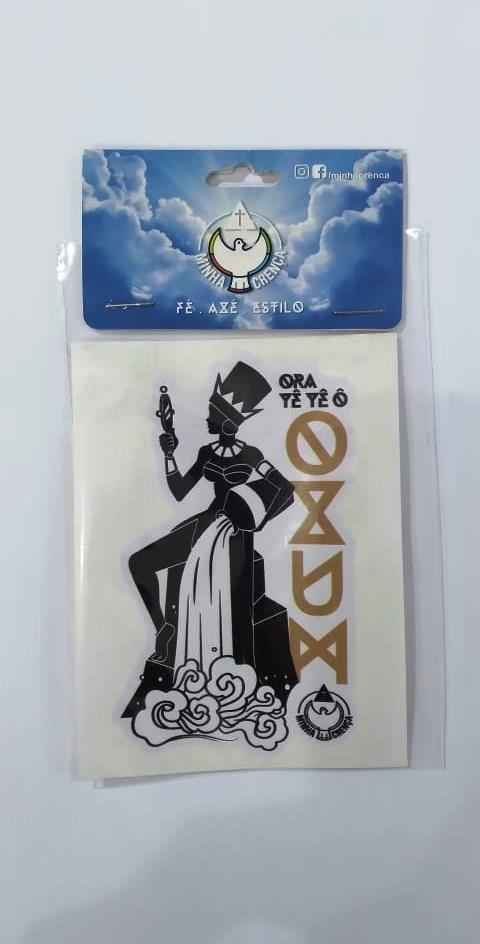 /minhacrenca
MINHA CRENÇA
FÉ . AXÉ . ESTILO
ORA
YÊ YÊ Ô
OXUM
MINHA CRENÇA